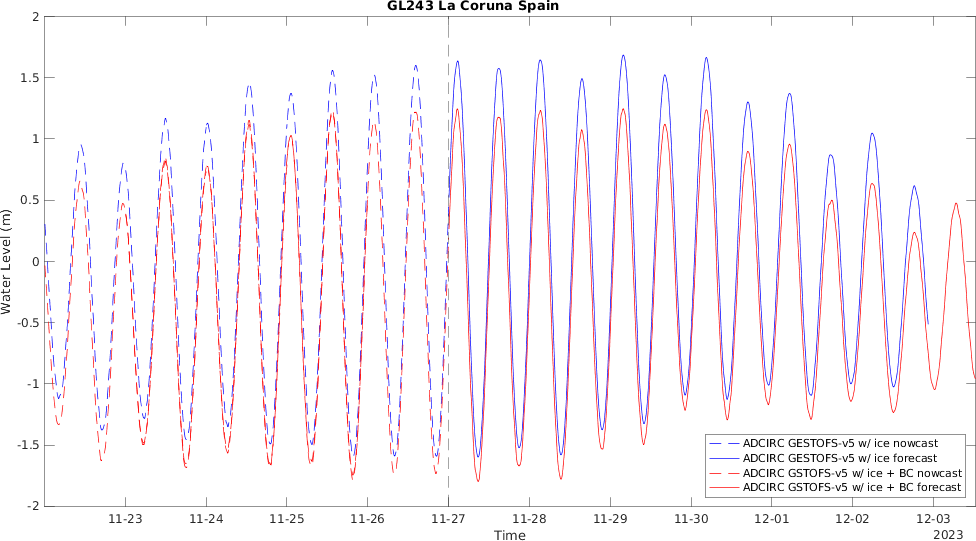 GL243 La Coruna Spain
2
1.5
1
0.5
0
-0.5
-1
-1.5
-2
Water Level (m)
11-23 11-24 11-25 11-26 11-27 11-28 11-29 11-30 12-01 12-02 12-03
Time
2023
ADCIRC GESTOFS-v5 w/ ice nowcast
ADCIRC GESTOFS-v5 w/ ice forecast
ADCIRC GSTOFS-v5 w/ ice + BC nowcast
ADCIRC GSTOFS-v5 w/ ice + BC forecast